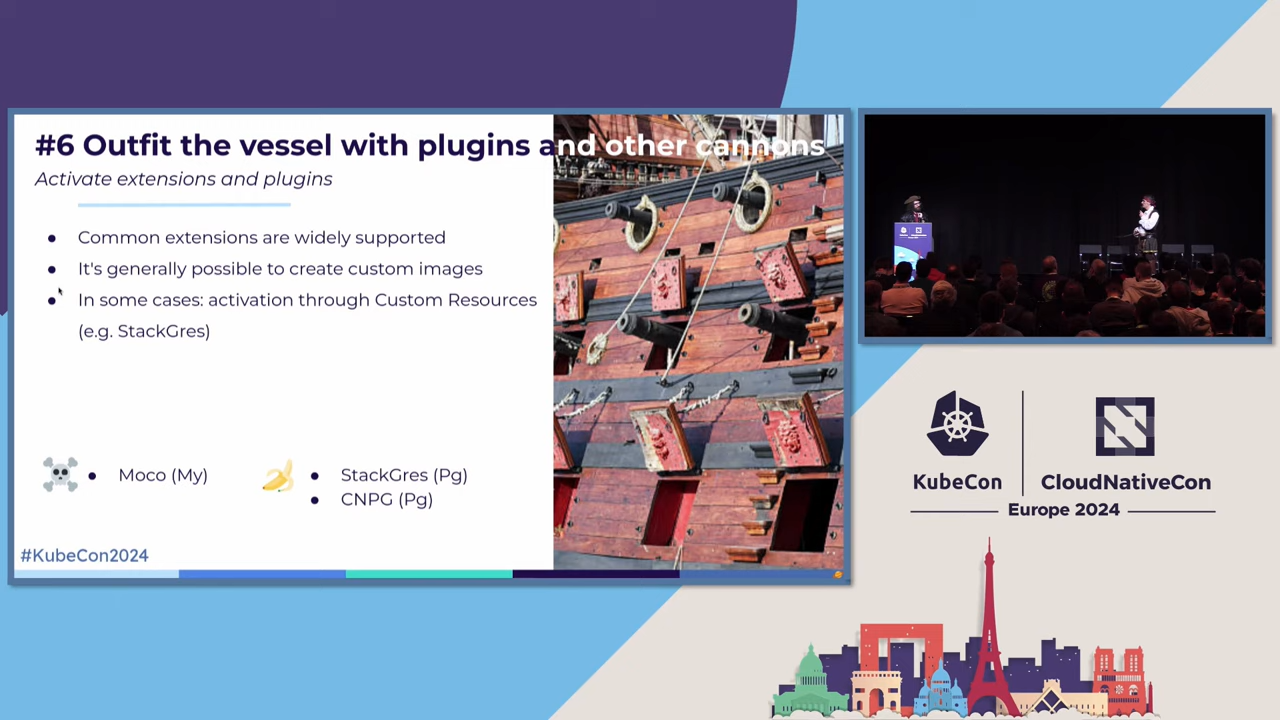 #6 Outfit the vessel with plugins and other cannons
Activate extensions and plugins
● Common extensions are widely supported
● It's generally possible to create custom images
● In some cases: activation through Custom Resources
(e.g. StackGres)
● Moco (My)
● StackGres (Pg)
● CNPG (Pg)
#KubeCon2024
KubeCon
CloudNativeCon
Europe 2024